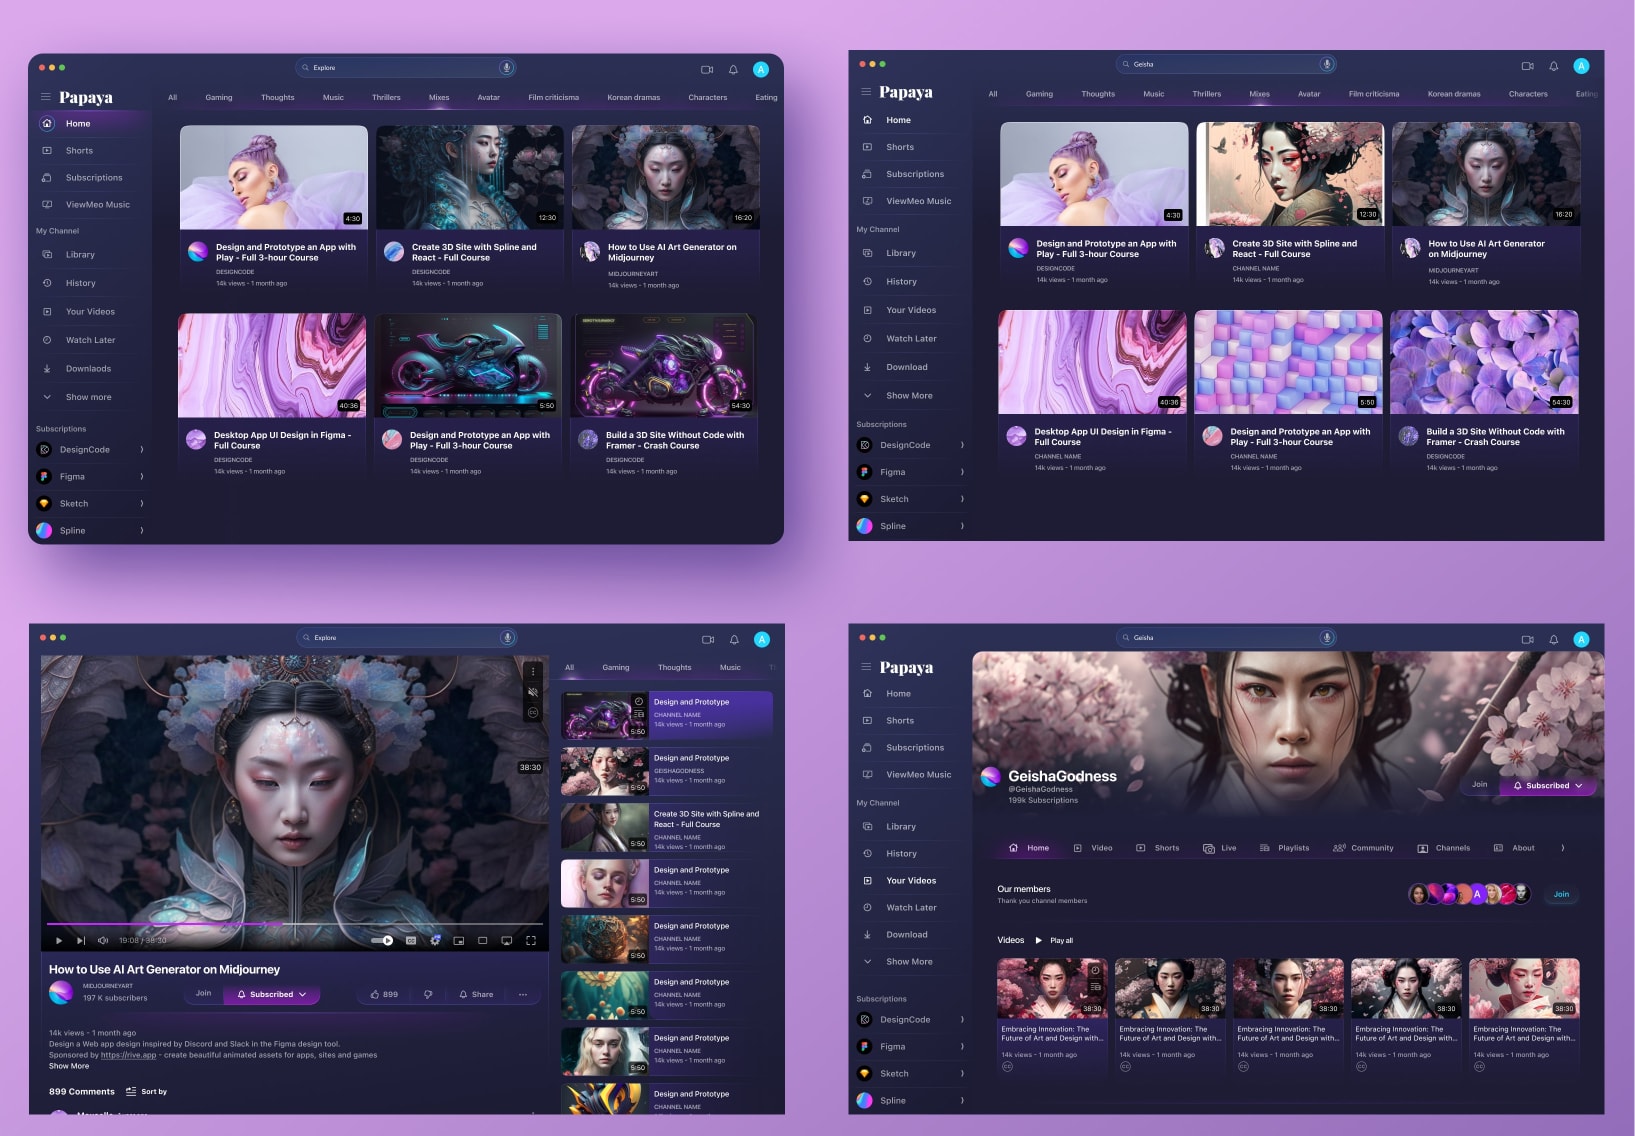 Explore
A
Papaya
All
Gaming
Thoughts
Music
Thrillers
Mixes
Avatar
Film criticisma
Korean dramas
Characters
Eating
Home
Shorts
Subscriptions
ViewMeo Music
My Channel
Library
History
Your Videos
Watch Later
Downlaods
Show more
Subscriptions
DesignCode
Figma
Sketch
Spline
4:30
Design and Prototype an App with
Play - Full 3-hour Course
DESIGNCODE
14k views - 1 month ago
12:30
Create 3D Site with Spline and
React - Full Course
DESIGNCODE
14k views - 1 month ago
16:20
How to Use AI Art Generator on
Midjourney
MIDJOURNEYART
14k views - 1 month ago
40:36
Desktop App UI Design in Figma -
Full Course
DESIGNCODE
14k views - 1 month ago
5:50
Design and Prototype an App with
Play - Full 3-hour Course
DESIGNCODE
14k views - 1 month ago
54:30
Build a 3D Site Without Code with
Framer - Crash Course
DESIGNCODE
14k views - 1 month ago
Geisha
A
Papaya
All
Gaming
Thoughts
Music
Thrillers
Mixes
Avatar
Film criticisma
Korean dramas
Characters
Eating
Home
Shorts
Subscriptions
ViewMeo Music
My Channel
Library
History
Your Videos
Watch Later
Download
Show More
Subscriptions
DesignCode
Figma
Sketch
Spline
4:30
Design and Prototype an App with
Play - Full 3-hour Course
DESIGNCODE
14k views - 1 month ago
12:30
Create 3D Site with Spline and
React - Full Course
CHANNEL NAME
14k views - 1 month ago
16:20
How to Use AI Art Generator
on Midjourney
MIDJOURNEYART
14k views - 1 month ago
40:36
Desktop App UI Design in Figma -
Full Course
CHANNEL NAME
14k views - 1 month ago
5:50
Design and Prototype an App with
Play - Full 3-hour Course
CHANNEL NAME
14k views - 1 month ago
54:30
Build a 3D Site Without Code with
Framer - Crash Course
DESIGNCODE
14k views - 1 month ago
Explore
A
CC
38:30
19:08 / 38:30
CC
How to Use AI Art Generator on Midjourney
MIDJOURNEYART
197 K subscribers
Join
Subscribed
899
Share
14k views - 1 month ago
Design a Web app design inspired by Discord and Slack in the Figma design tool.
Sponsored by https://rive.app - create beautiful animated assets for apps, sites and games
Show More
899 Comments
Sort by
All
Gaming
Thoughts
Music
5:50
Design and Prototype
CHANNEL NAME
14k views - 1 month ago
5:50
Design and Prototype
GEISHAGODNESS
14k views - 1 month ago
5:50
Create 3D Site with Spline and
React - Full Course
CHANNEL NAME
14k views - 1 month ago
5:50
Design and Prototype
CHANNEL NAME
14k views - 1 month ago
5:50
Design and Prototype
CHANNEL NAME
14k views - 1 month ago
5:50
Design and Prototype
CHANNEL NAME
14k views - 1 month ago
5:50
Design and Prototype
CHANNEL NAME
14k views - 1 month ago
Design and Prototype
CHANNEL NAME
Geisha
A
Papaya
Home
Shorts
Subscriptions
ViewMeo Music
My Channel
Library
History
Your Videos
Watch Later
Download
Show More
Subscriptions
DesignCode
Figma
Sketch
Spline
GeishaGodness
@GeishaGodness
199k Subscriptions
Join
Subscribed
Home
Video
Shorts
Live
Playlists
Community
Channels
About
Our members
Thank you channel members
A
Join
Videos
Play all
38:30
Embracing Innovation: The
Future of Art and Design with...
14k views - 1 month ago
CC
38:30
Embracing Innovation: The
Future of Art and Design with...
14k views - 1 month ago
CC
38:30
Embracing Innovation: The
Future of Art and Design with...
14k views - 1 month ago
CC
38:30
Embracing Innovation: The
Future of Art and Design with...
14k views - 1 month ago
CC
38:30
Embracing Innovation: The
Future of Art and Design with...
14k views - 1 month ago
CC